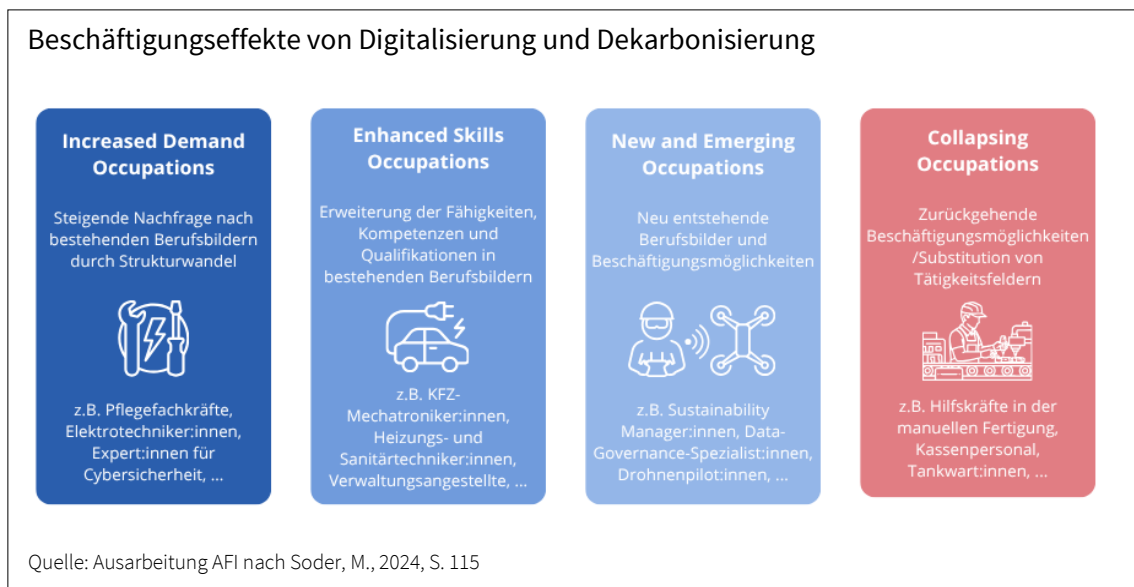 Beschäftigungseffekte von Digitalisierung und Dekarbonisierung
Increased Demand
Occupations
Steigende Nachfrage nach
bestehenden Berufsbildern
durch Strukturwandel
z.B. Pflegefachkräfte,
Elektrotechniker:innen,
Expert:innen für
Cybersicherheit, ...
Enhanced Skills
Occupations
Erweiterung der Fähigkeiten,
Kompetenzen und
Qualifikationen in
bestehenden Berufsbildern
z.B. KFZ-
Mechatroniker:innen,
Heizungs- und
Sanitärtechniker:innen,
Verwaltungsangestellte, ...
New and Emerging
Occupations
Neu entstehende
Berufsbilder und
Beschäftigungsmöglichkeiten
z.B. Sustainability
Manager:innen, Data-
Governance-Spezialist:innen,
Drohnenpilot:innen, ...
Collapsing
Occupations
Zurückgehende
Beschäftigungsmöglichkeiten
/Substitution von
Tätigkeitsfeldern
z.B. Hilfskräfte in der
manuellen Fertigung,
Kassenpersonal,
Tankwart:innen, ...
Quelle: Ausarbeitung AFI nach Soder, M., 2024, S. 115